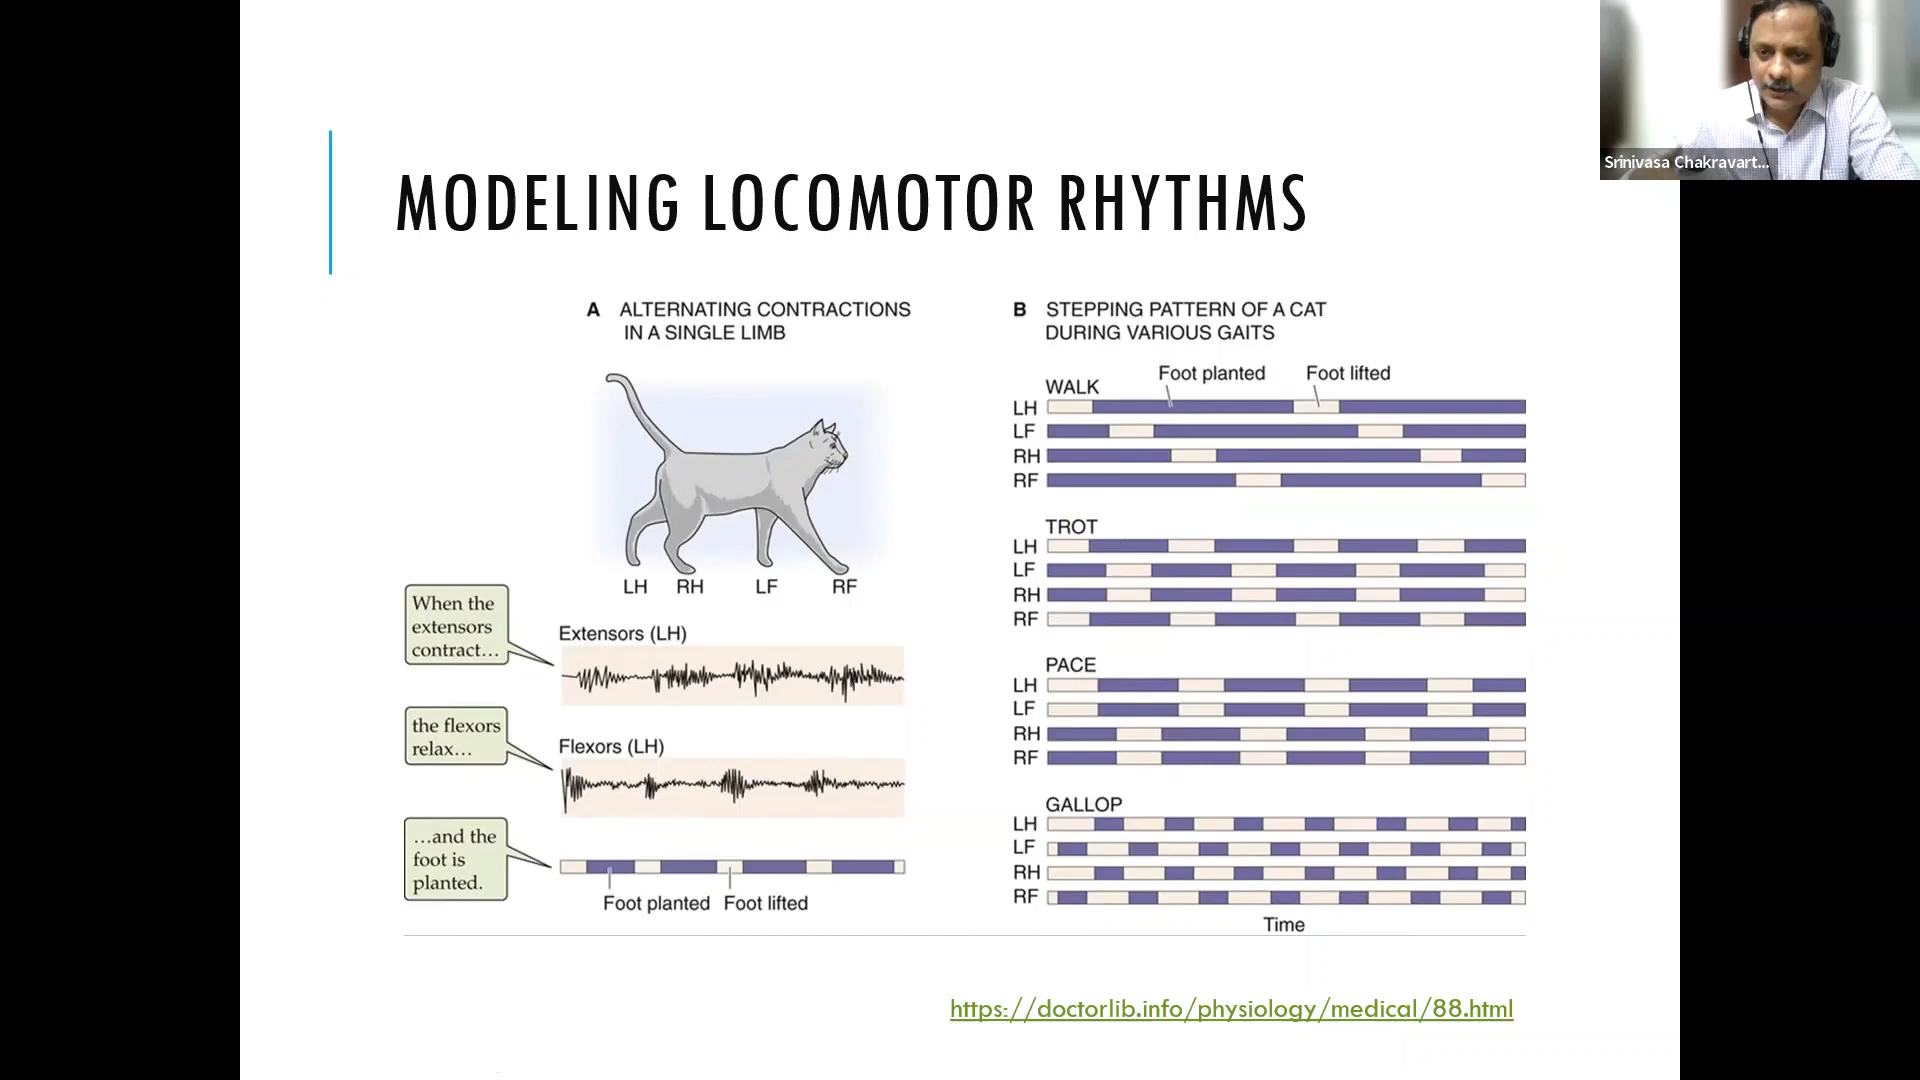 Srinivasa Chakravart...
MODELING LOCOMOTOR RHYTHMS
A ALTERNATING CONTRACTIONS
IN A SINGLE LIMB
LH RH LF RF
When the
extensors
contract...
Extensors (LH)
the flexors
relax...
Flexors (LH)
...and the
foot is
planted.
Foot planted Foot lifted
B STEPPING PATTERN OF A CAT
DURING VARIOUS GAITS
Foot planted Foot lifted
WALK
LH
LF
RH
RF
TROT
LH
LF
RH
RF
PACE
LH
LF
RH
RF
GALLOP
LH
LF
RH
RF
Time
https://doctorlib.info/physiology/medical/88.html